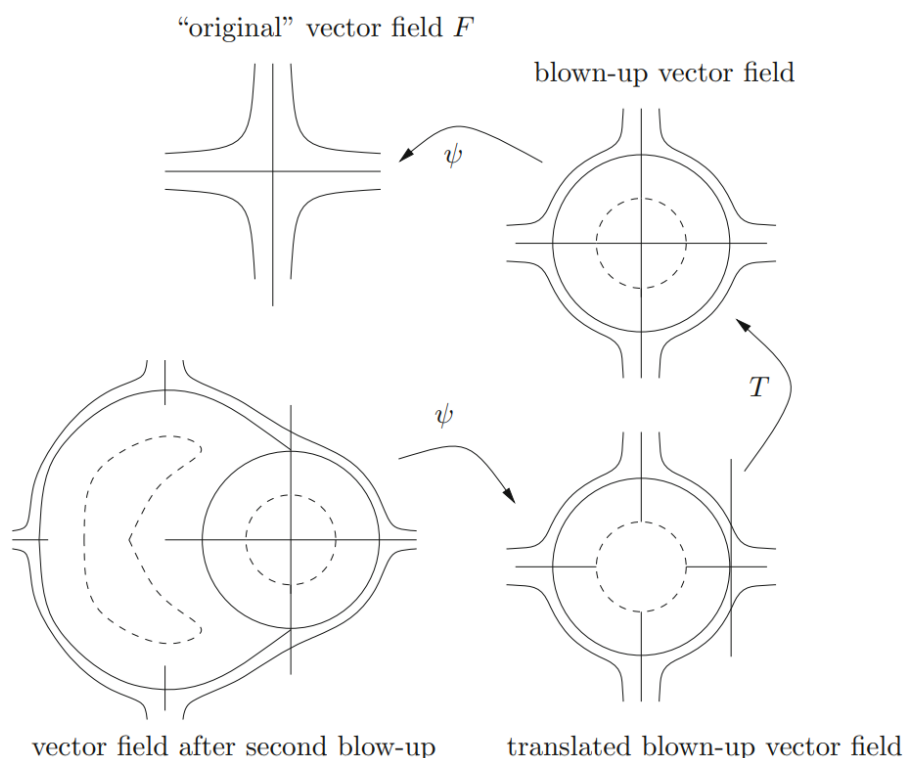 “original” vector field F
blown-up vector field
ψ
T
ψ
vector field after second blow-up
translated blown-up vector field